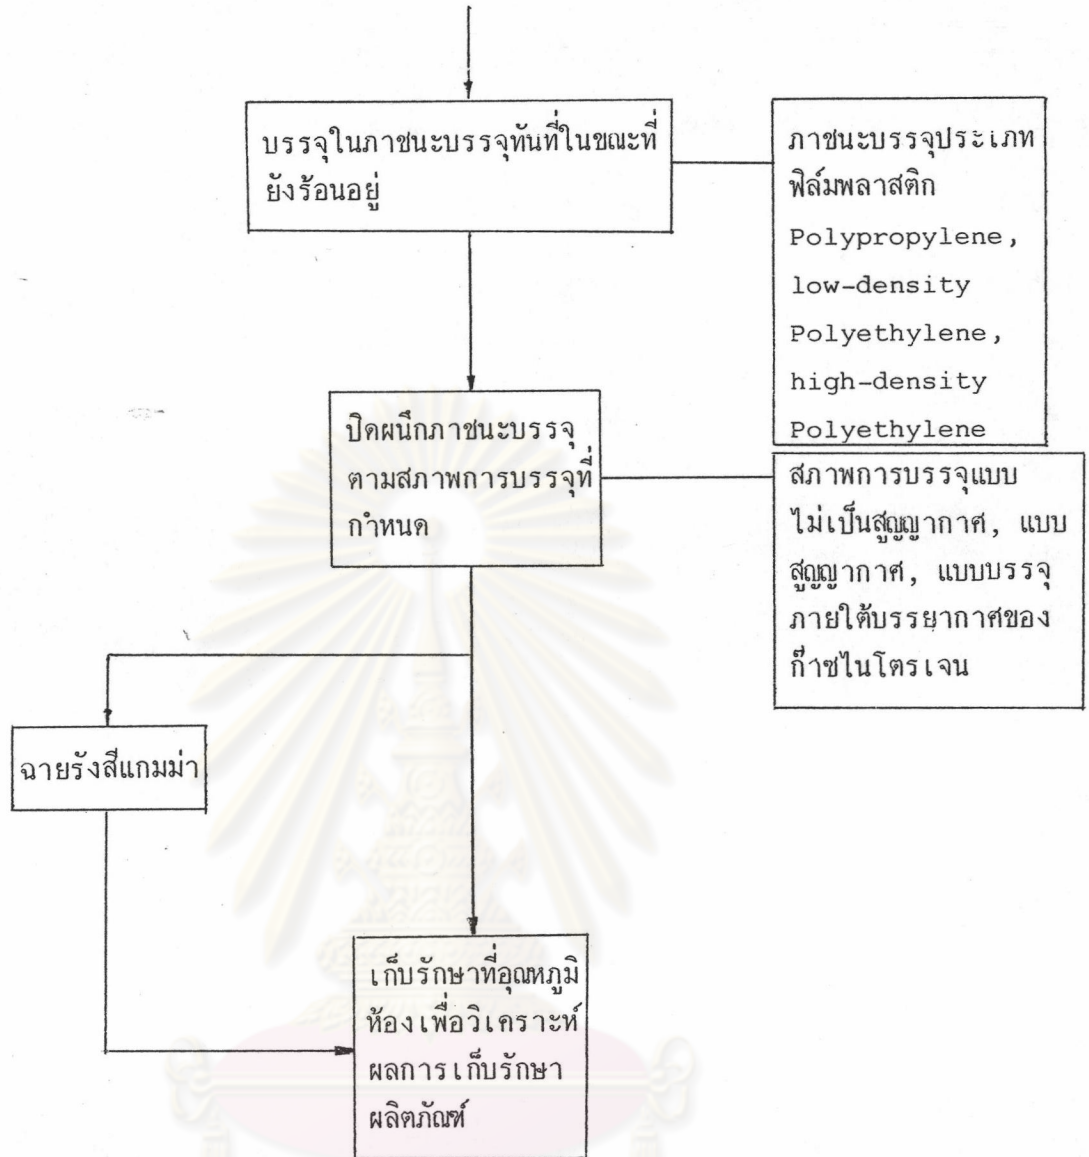 บรรจุในภาชนะบรรจุทันที่ในขณะที่
ยังร้อนอยู่
ภาชนะบรรจุประเภท
ฟิล์มพลาสติก
Polypropylene,
low-density
Polyethylene,
high-density
Polyethylene
ปิดผนึกภาชนะบรรจุ
ตามสภาพการบรรจุที่
กำหนด
สภาพการบรรจุแบบ
ไม่เป็นสูญญากาศ, แบบ
สูญญากาศ, แบบบรรจุ
ภายใต้บรรยากาศของ
ก๊าซไนโตรเจน
ฉายรังสีแกมม่า
เก็บรักษาที่อุณหภูมิ
ห้องเพื่อวิเคราะห์
ผลการเก็บรักษา
ผลิตภัณฑ์